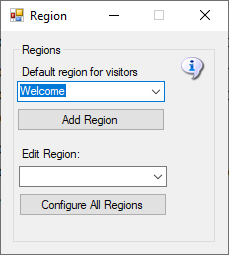 Region
Regions
Default region for visitors
Welcome
Add Region
Edit Region:
Configure All Regions